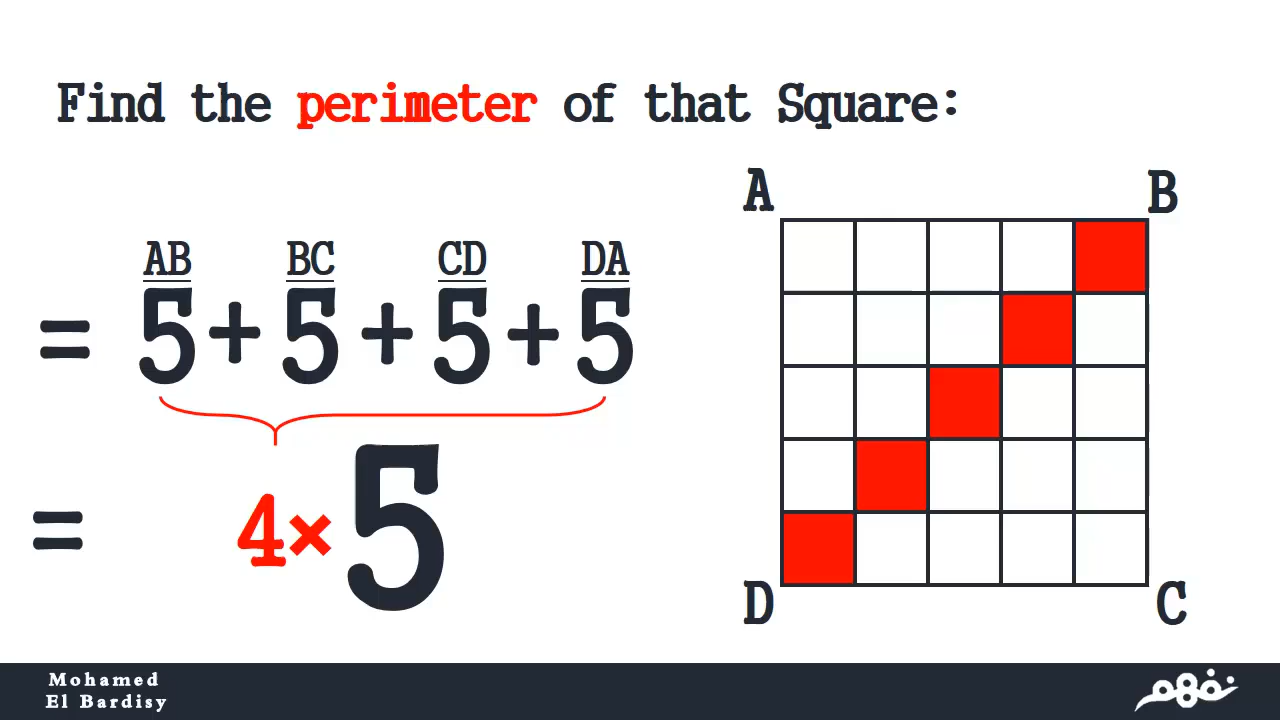 Find the perimeter of that Square:
A B
AB BC CD DA
= 5+5+5+5
= 4×5
D C
Mohamed
El Bardisy
نفهم